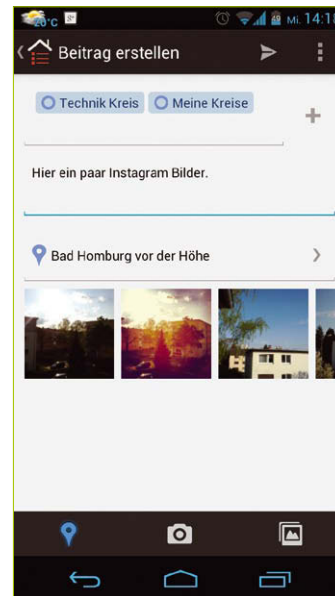 20°C MI. 14:18
Beitrag erstellen
Technik Kreis Meine Kreise
Hier ein paar Instagram Bilder.
Bad Homburg vor der Höhe